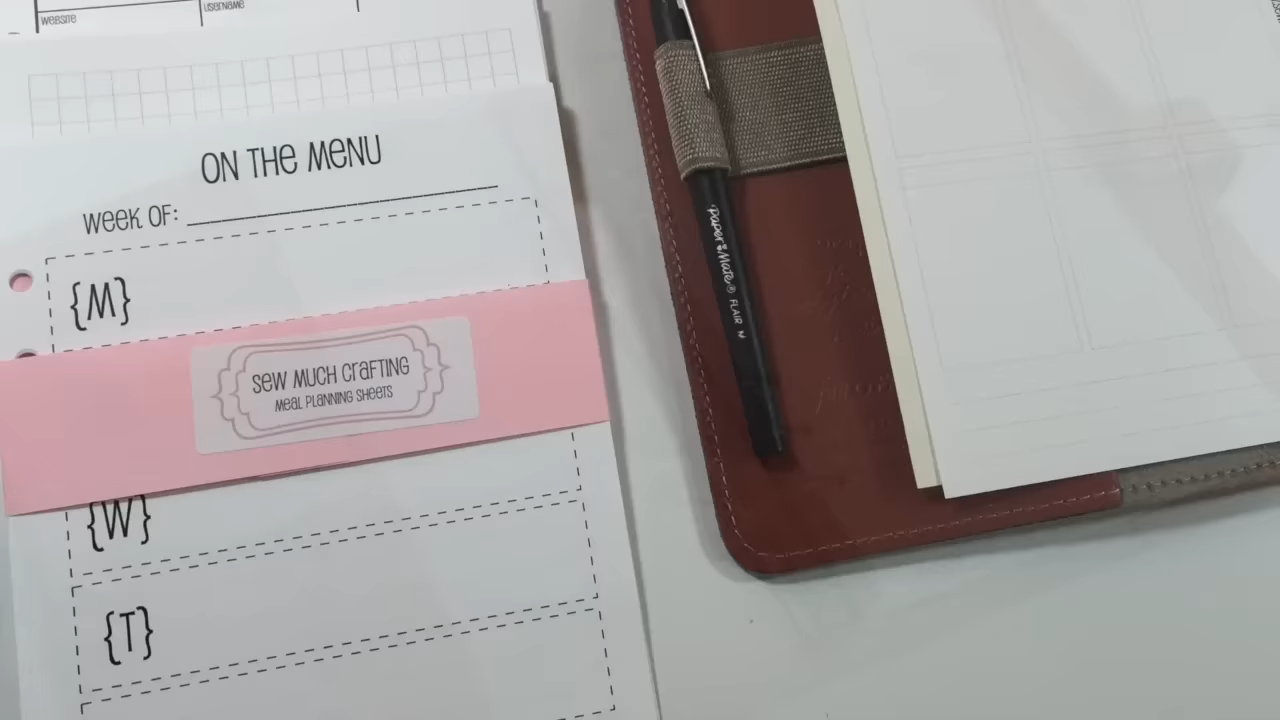 WEBSITE
USERNAME
ON THE MENU
WEEK OF:
{M}
SEW MUCH CRAFTING
MEAL PLANNING SHEETS
{W}
{T}
Paper Mate® FLAIR M